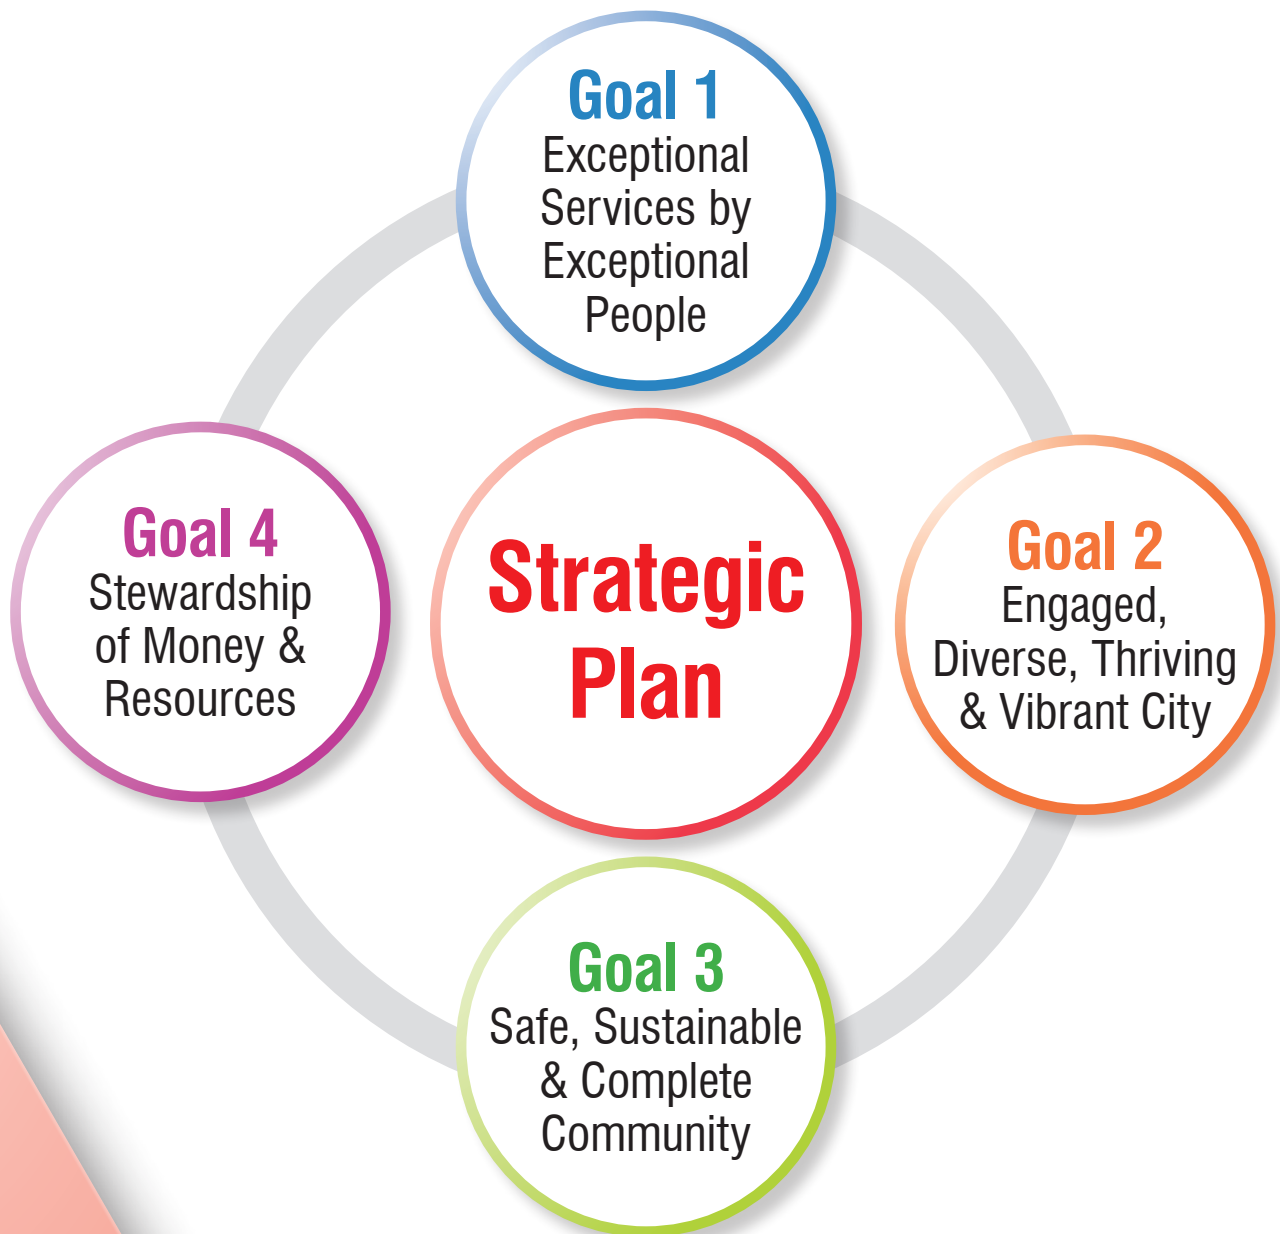 Goal 1
Exceptional
Services by
Exceptional
People
Goal 4
Stewardship
of Money &
Resources
Strategic
Plan
Goal 2
Engaged,
Diverse, Thriving
& Vibrant City
Goal 3
Safe, Sustainable
& Complete
Community